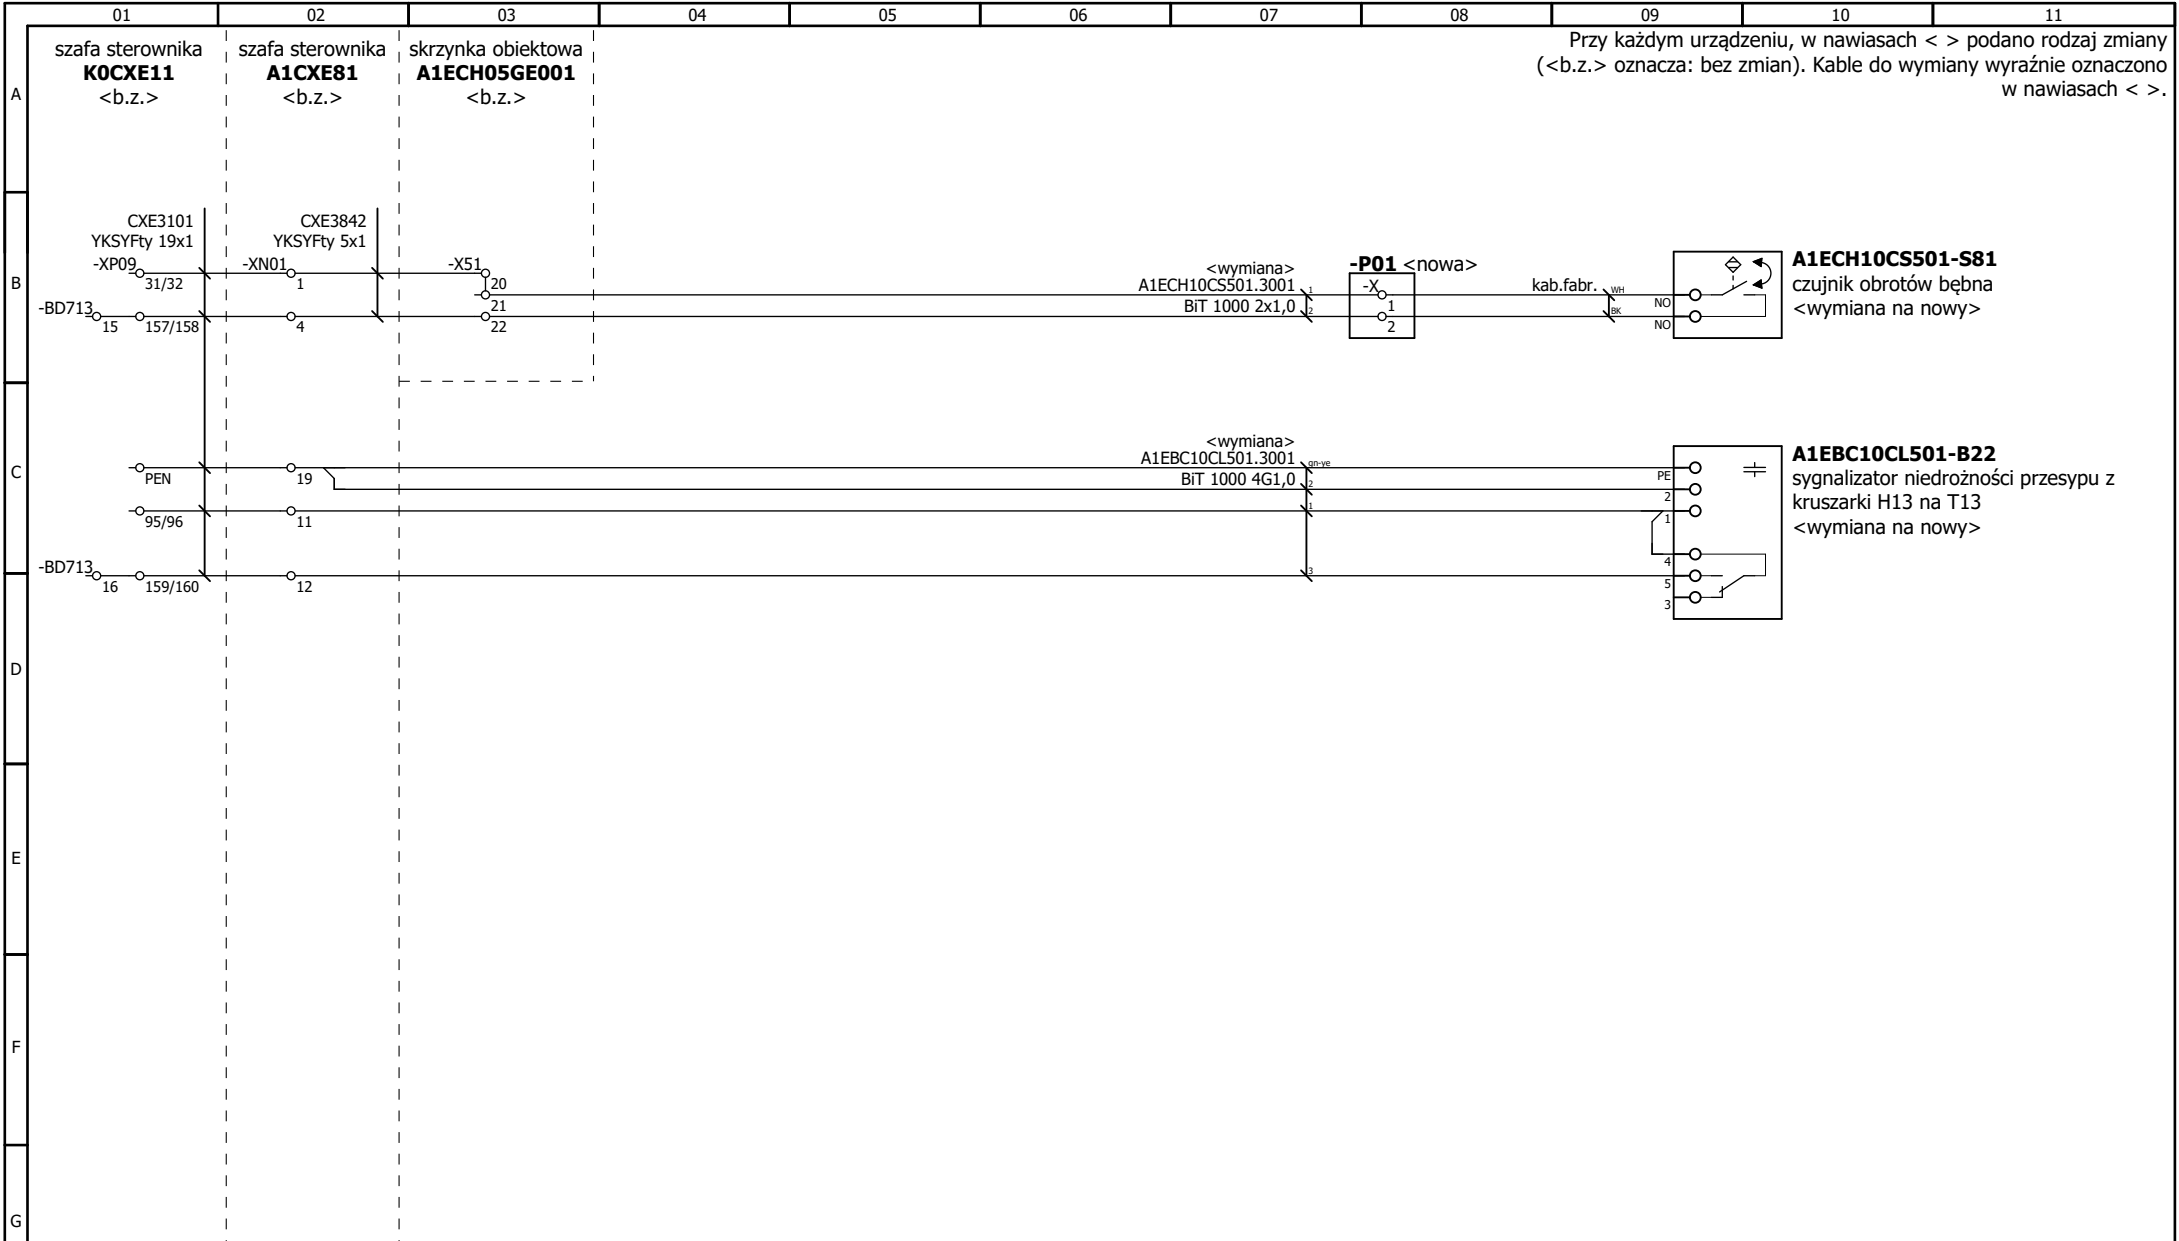 01 02 03 04 05 06 07 08 09 10 11
A
szafa sterownika
K0CXE11
<b.z.>
szafa sterownika
A1CXE81
<b.z.>
skrzynka obiektowa
A1ECH05GE001
<b.z.>
Przy każdym urządzeniu, w nawiasach < > podano rodzaj zmiany
(<b.z.> oznacza: bez zmian). Kable do wymiany wyraźnie oznaczono
w nawiasach < >.
B
CXE3101
YKSYFty 19x1
-XP09
31/32
-BD713
15
157/158
CXE3842
YKSYFty 5x1
-XN01
1
4
-X51
20
21
22
<wymiana>
A1ECH10CS501.3001
BiT 1000 2x1,0
1
2
-P01 <nowa>
-X
1
2
kab.fabr.
WH
BK
NO
NO
A1ECH10CS501-S81
czujnik obrotów bębna
<wymiana na nowy>
C
PEN
95/96
-BD713
16
159/160
19
11
12
<wymiana>
A1EBC10CL501.3001
BiT 1000 4G1,0
gn-ye
2
1
3
PE
2
1
4
5
3
A1EBC10CL501-B22
sygnalizator niedrożności przesypu z
kruszarki H13 na T13
<wymiana na nowy>
D
E
F
G